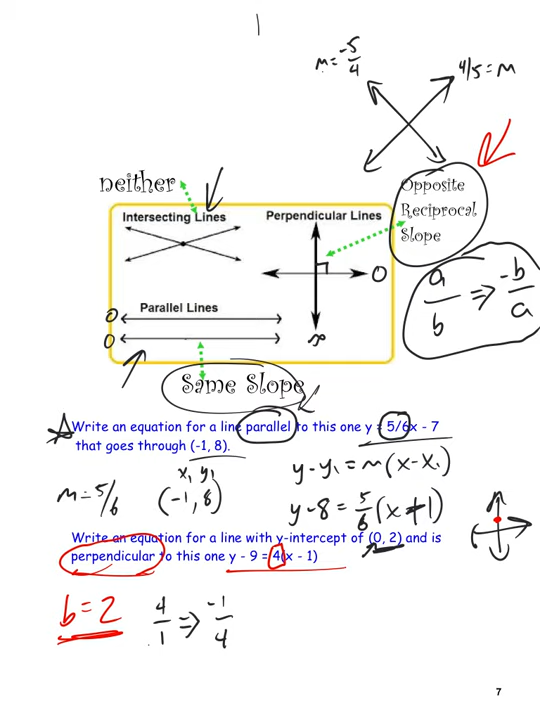 m = -5/4
4/5 = m
neither
Opposite
Reciprocal
Slope
Intersecting Lines
Perpendicular Lines
0
a/b ⇒ -b/a
Parallel Lines
0
0
Same Slope
Write an equation for a line parallel to this one y = 5/6x - 7
that goes through (-1, 8).
x₁ y₁
y - y₁ = m(x - x₁)
m = 5/6
(-1, 8)
y - 8 = 5/6 (x + 1)
Write an equation for a line with y-intercept of (0, 2) and is
perpendicular to this one y - 9 = 4(x - 1)
b = 2
4/1 ⇒ -1/4
7